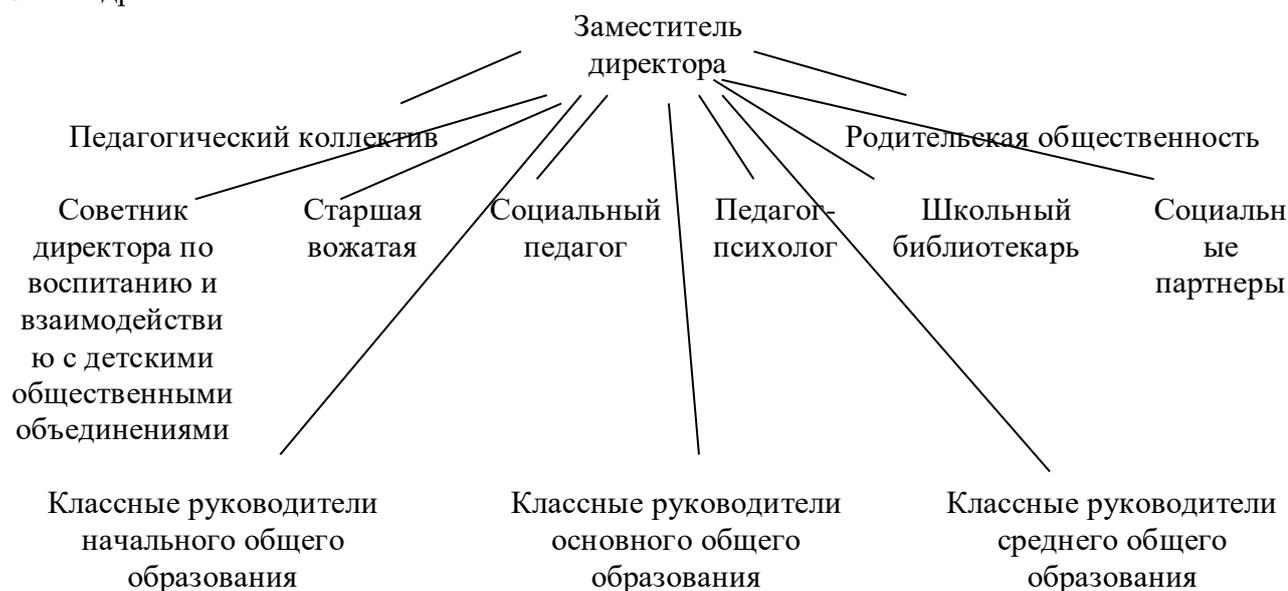 Заместитель
директора
Педагогический коллектив
Родительская общественность
Советник
директора по
воспитанию и
взаимодействи
ю с детскими
общественными
объединениями
Старшая
вожатая
Социальный
педагог
Педагог-
психолог
Школьный
библиотекарь
Социальн
ые
партнеры
Классные руководители
начального общего
образования
Классные руководители
основного общего
образования
Классные руководители
среднего общего
образования